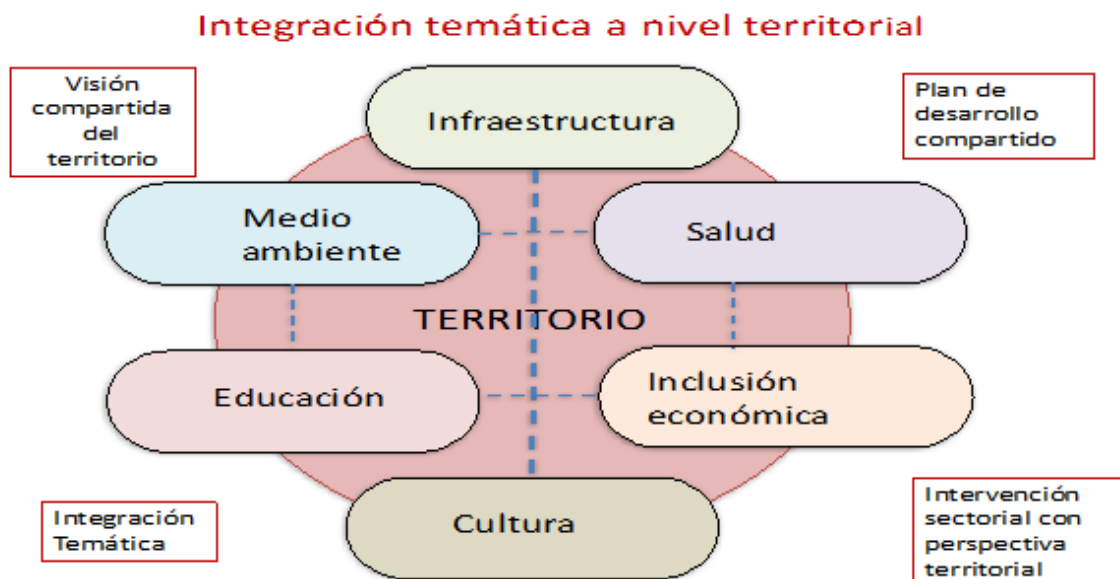 Integración temática a nivel territorial
Visión
compartida
del
territorio
Infraestructura
Plan de
desarrollo
compartido
Medio
ambiente
Salud
TERRITORIO
Educación
Inclusión
económica
Integración
Temática
Cultura
Intervención
sectorial con
perspectiva
territorial